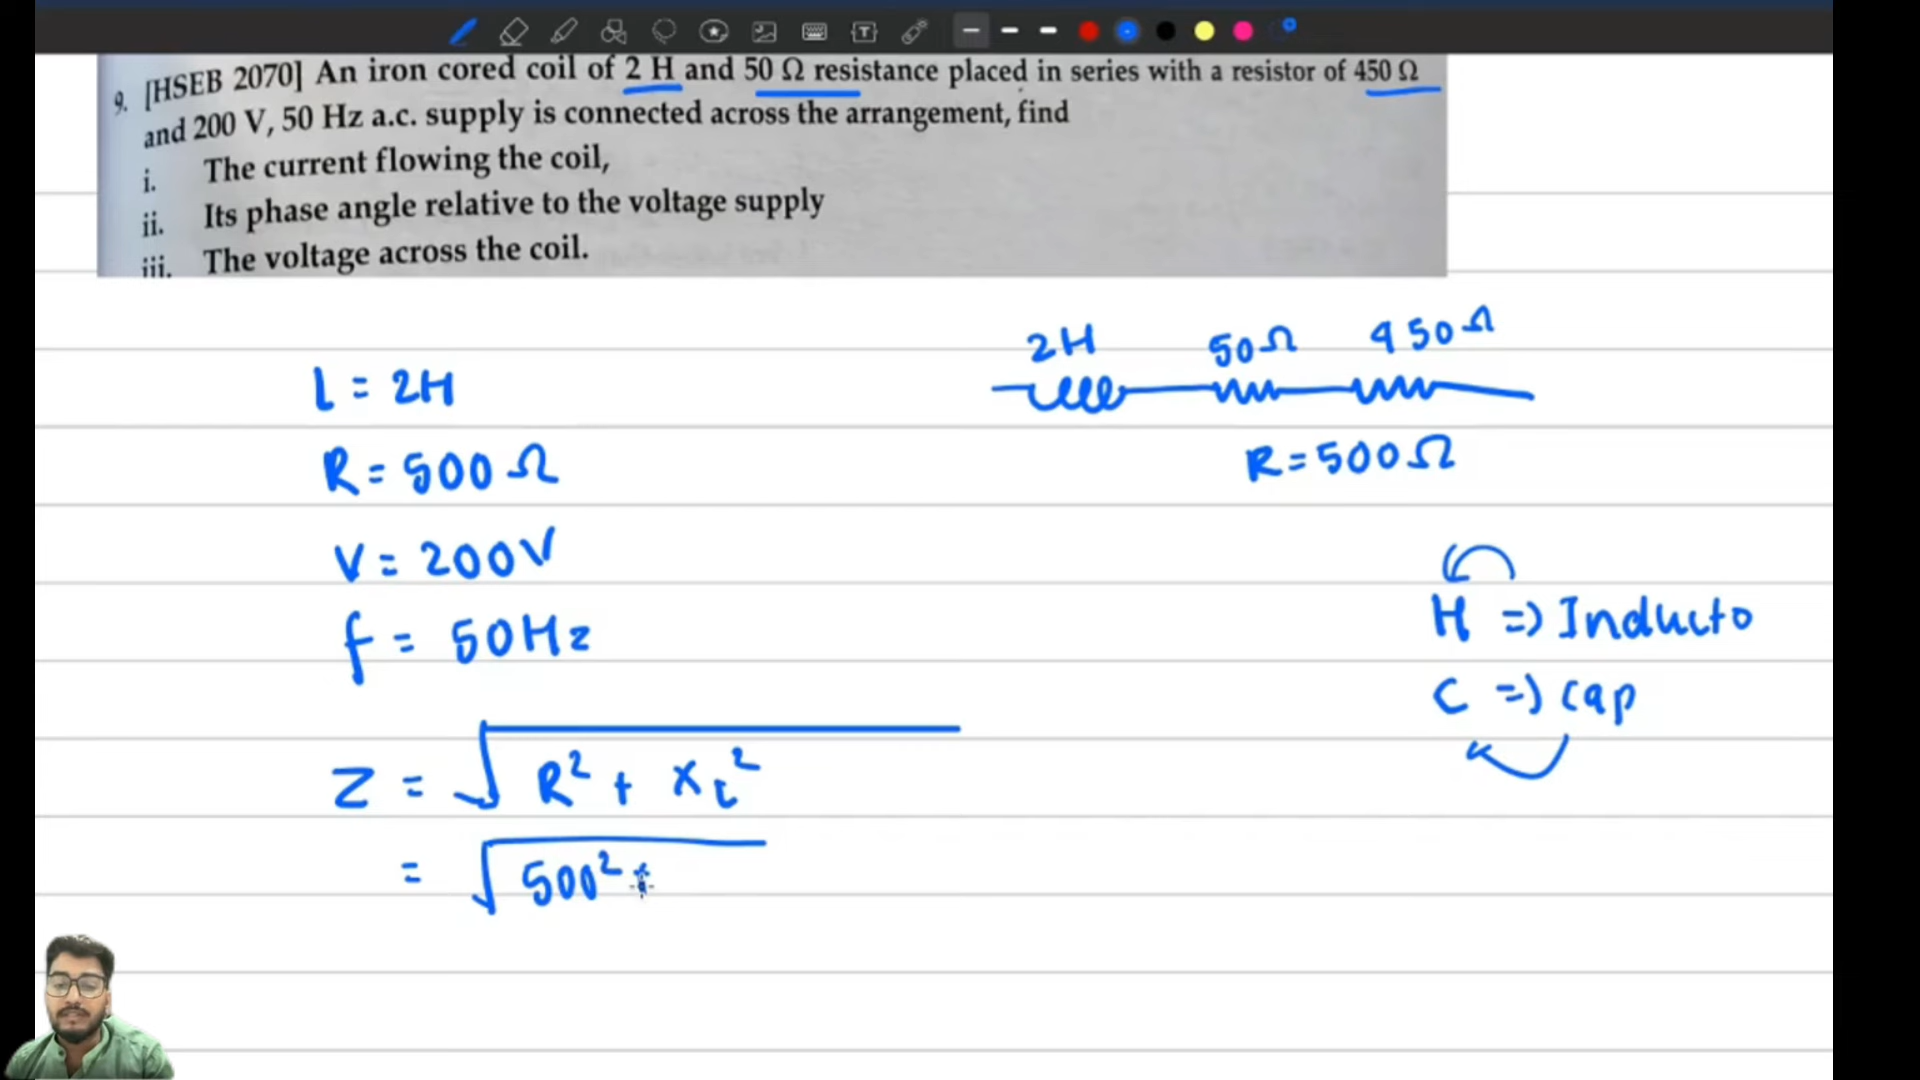 9. [HSEB 2070] An iron cored coil of 2 H and 50 Ω resistance placed in series with a resistor of 450 Ω
and 200 V, 50 Hz a.c. supply is connected across the arrangement, find
i. The current flowing the coil,
ii. Its phase angle relative to the voltage supply
iii. The voltage across the coil.
2H 50Ω 450Ω
L = 2H
R = 500Ω
R = 500Ω
V = 200V
f = 50Hz
H => Inducto
C => Cap
Z = √R² + X_L²
= √500² +